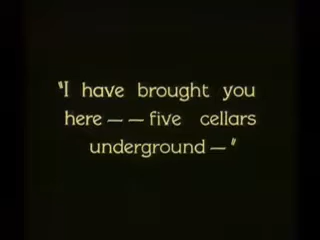 "I have brought you
here — — five cellars
underground — "